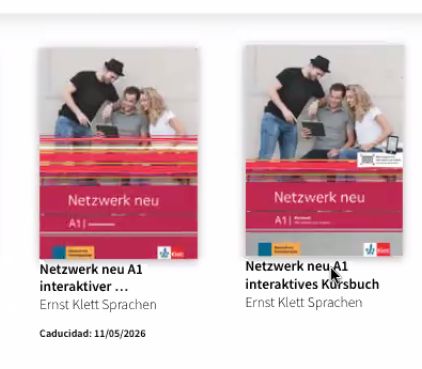 Netzwerk neu
A1
Klett
Netzwerk neu A1
interaktiver ...
Ernst Klett Sprachen
Caducidad: 11/05/2026
Netzwerk neu
A1
Klett
Netzwerk neu A1
interaktives Kursbuch
Ernst Klett Sprachen